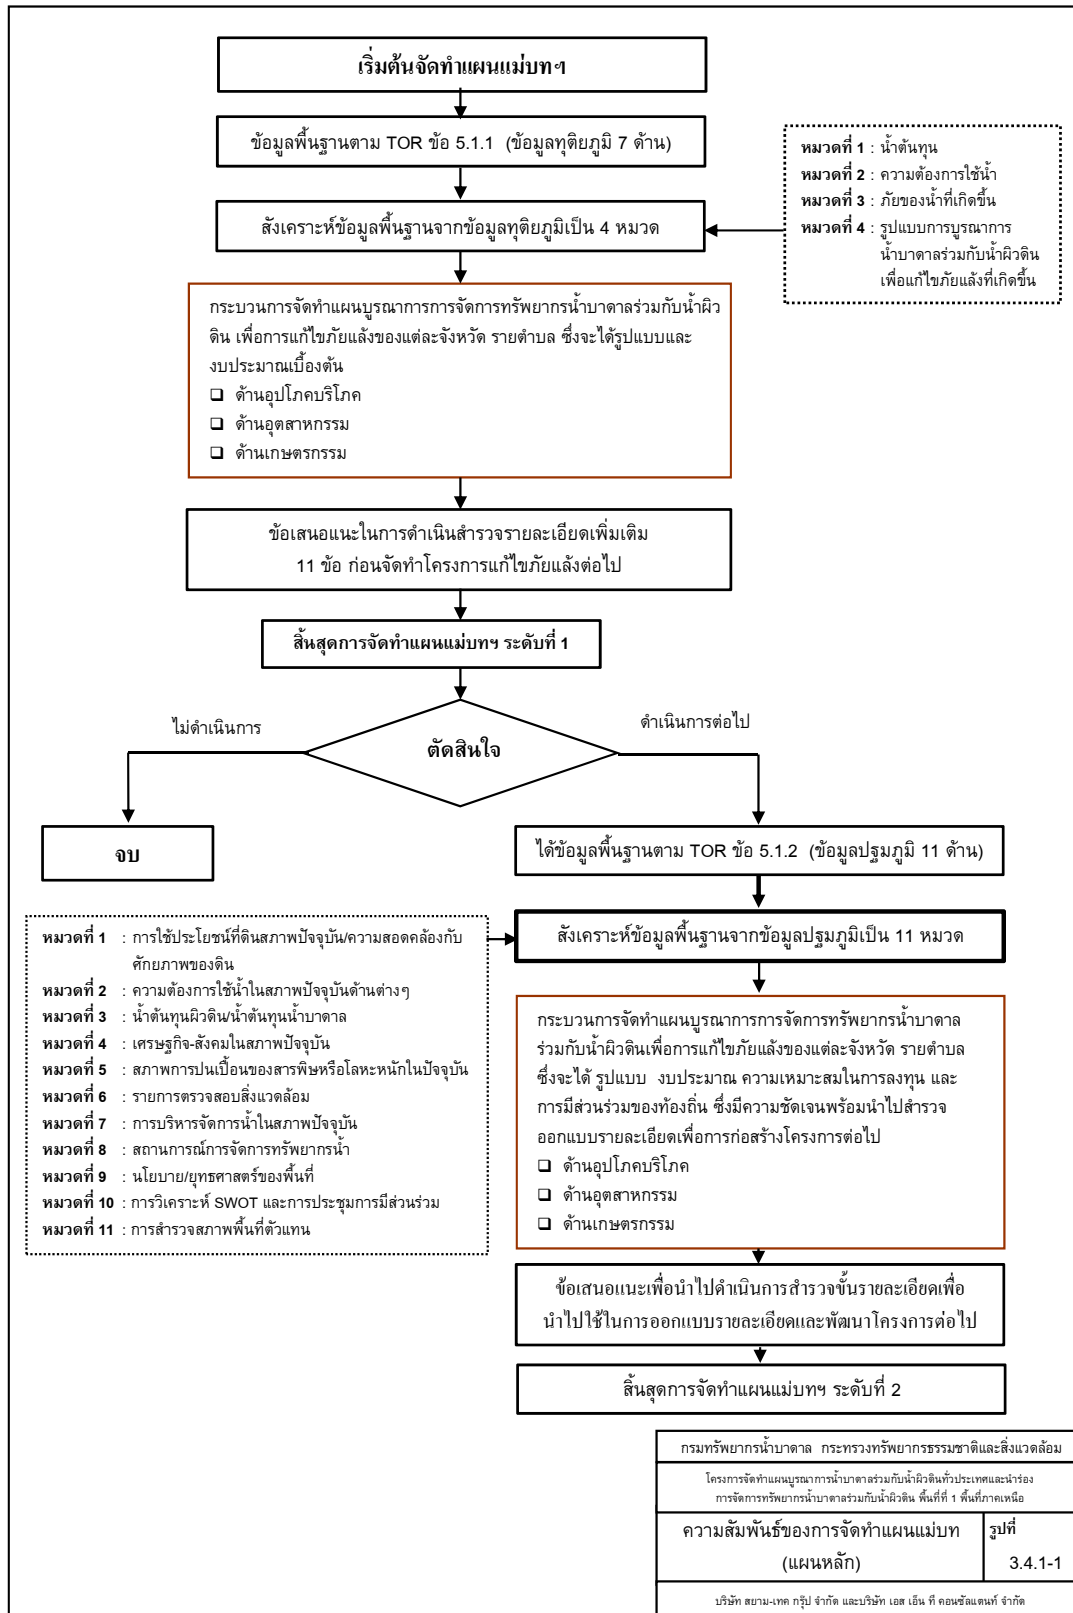 เริ่มต้นจัดทำแผนแม่บทฯ
ข้อมูลพื้นฐานตาม TOR ข้อ 5.1.1 (ข้อมูลทุติยภูมิ 7 ด้าน)
สังเคราะห์ข้อมูลพื้นฐานจากข้อมูลทุติยภูมิเป็น 4 หมวด
หมวดที่ 1 : น้ำต้นทุน
หมวดที่ 2 : ความต้องการใช้น้ำ
หมวดที่ 3 : ภัยของน้ำที่เกิดขึ้น
หมวดที่ 4 : รูปแบบการบูรณาการ
น้ำบาดาลร่วมกับน้ำผิวดิน
เพื่อแก้ไขภัยแล้งที่เกิดขึ้น
กระบวนการจัดทำแผนบูรณาการการจัดการทรัพยากรน้ำบาดาลร่วมกับน้ำผิว
ดิน เพื่อการแก้ไขภัยแล้งของแต่ละจังหวัด รายตำบล ซึ่งจะได้รูปแบบและ
งบประมาณเบื้องต้น
❑ ด้านอุปโภคบริโภค
❑ ด้านอุตสาหกรรม
❑ ด้านเกษตรกรรม
ข้อเสนอแนะในการดำเนินสำรวจรายละเอียดเพิ่มเติม
11 ข้อ ก่อนจัดทำโครงการแก้ไขภัยแล้งต่อไป
สิ้นสุดการจัดทำแผนแม่บทฯ ระดับที่ 1
ไม่ดำเนินการ
ตัดสินใจ
ดำเนินการต่อไป
จบ
ได้ข้อมูลพื้นฐานตาม TOR ข้อ 5.1.2 (ข้อมูลปฐมภูมิ 11 ด้าน)
สังเคราะห์ข้อมูลพื้นฐานจากข้อมูลปฐมภูมิเป็น 11 หมวด
หมวดที่ 1 : การใช้ประโยชน์ที่ดินสภาพปัจจุบัน/ความสอดคล้องกับ
ศักยภาพของดิน
หมวดที่ 2 : ความต้องการใช้น้ำในสภาพปัจจุบันด้านต่างๆ
หมวดที่ 3 : น้ำต้นทุนผิวดิน/น้ำต้นทุนน้ำบาดาล
หมวดที่ 4 : เศรษฐกิจ-สังคมในสภาพปัจจุบัน
หมวดที่ 5 : สภาพการปนเปื้อนของสารพิษหรือโลหะหนักในปัจจุบัน
หมวดที่ 6 : รายการตรวจสอบสิ่งแวดล้อม
หมวดที่ 7 : การบริหารจัดการน้ำในสภาพปัจจุบัน
หมวดที่ 8 : สถานการณ์การจัดการทรัพยากรน้ำ
หมวดที่ 9 : นโยบาย/ยุทธศาสตร์ของพื้นที่
หมวดที่ 10 : การวิเคราะห์ SWOT และการประชุมการมีส่วนร่วม
หมวดที่ 11 : การสำรวจสภาพพื้นที่ตัวแทน
กระบวนการจัดทำแผนบูรณาการการจัดการทรัพยากรน้ำบาดาล
ร่วมกับน้ำผิวดินเพื่อการแก้ไขภัยแล้งของแต่ละจังหวัด รายตำบล
ซึ่งจะได้ รูปแบบ งบประมาณ ความเหมาะสมในการลงทุน และ
การมีส่วนร่วมของท้องถิ่น ซึ่งมีความชัดเจนพร้อมนำไปสำรวจ
ออกแบบรายละเอียดเพื่อการก่อสร้างโครงการต่อไป
❑ ด้านอุปโภคบริโภค
❑ ด้านอุตสาหกรรม
❑ ด้านเกษตรกรรม
ข้อเสนอแนะเพื่อนำไปดำเนินการสำรวจขั้นรายละเอียดเพื่อ
นำไปใช้ในการออกแบบรายละเอียดและพัฒนาโครงการต่อไป
สิ้นสุดการจัดทำแผนแม่บทฯ ระดับที่ 2
กรมทรัพยากรน้ำบาดาล กระทรวงทรัพยากรธรรมชาติและสิ่งแวดล้อม
โครงการจัดทำแผนบูรณาการน้ำบาดาลร่วมกับน้ำผิวดินทั่วประเทศและนำร่อง
การจัดการทรัพยากรน้ำบาดาลร่วมกับน้ำผิวดิน พื้นที่ที่ 1 พื้นที่ภาคเหนือ
ความสัมพันธ์ของการจัดทำแผนแม่บท
(แผนหลัก)
รูปที่
3.4.1-1
บริษัท สยาม-เทค กรุ๊ป จำกัด และบริษัท เอส เอ็น ที คอนซัลแตนท์ จำกัด